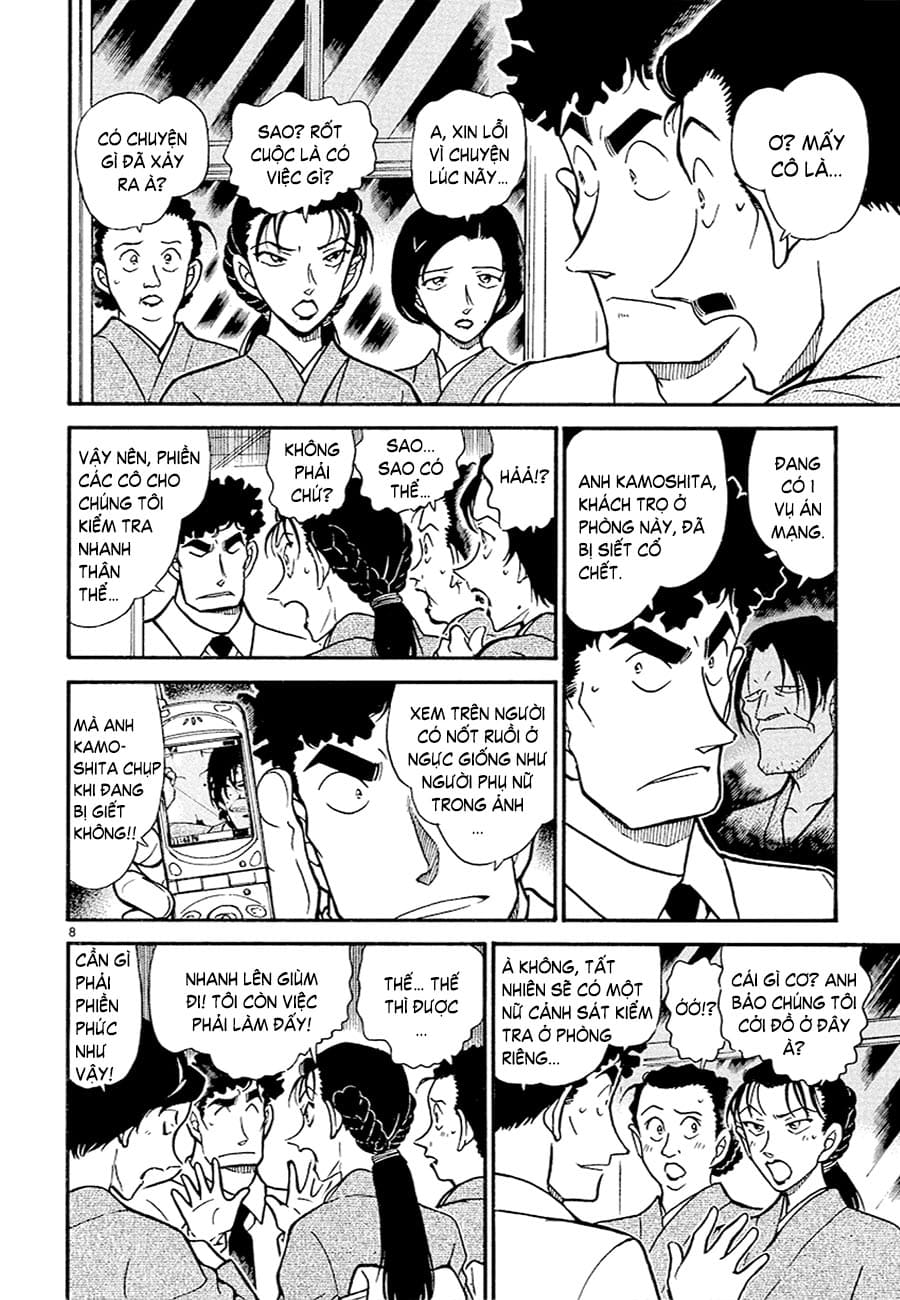 Ơ? MẤY
CÔ LÀ...
A, XIN LỖI
VÌ CHUYỆN
LÚC NÃY...
SAO? RỐT
CUỘC LÀ CÓ
VIỆC GÌ?
CÓ CHUYỆN
GÌ ĐÃ XẢY
RA À?
ĐANG
CÓ 1
VỤ ÁN
MẠNG.
ANH KAMOSHITA,
KHÁCH TRỌ Ở
PHÒNG NÀY, ĐÃ
BỊ SIẾT CỔ
CHẾT.
HẢẢ!?
SAO...
SAO CÓ
THỂ...
KHÔNG
PHẢI
CHỨ?
VẬY NÊN, PHIỀN
CÁC CÔ CHO
CHÚNG TÔI
KIỂM TRA
NHANH
THÂN
THỂ...
XEM TRÊN NGƯỜI
CÓ NỐT RUỒI Ở
NGỰC GIỐNG NHƯ
NGƯỜI PHỤ NỮ
TRONG ẢNH
...
MÀ ANH
KAMO-
SHITA CHỤP
KHI ĐANG
BỊ GIẾT
KHÔNG!!
8
CÁI GÌ CƠ? ANH
BẢO CHÚNG TÔI
CỞI ĐỒ Ở ĐÂY
À?
ỚỚ!?
À KHÔNG, TẤT
NHIÊN SẼ CÓ MỘT
NỮ CẢNH SÁT KIỂM
TRA Ở PHÒNG
RIÊNG...
THẾ... THẾ
THÌ ĐƯỢC
...
NHANH LÊN GIÙM
ĐI! TÔI CÒN VIỆC
PHẢI LÀM ĐẤY!
CẦN GÌ
PHẢI
PHIỀN
PHỨC
NHƯ
VẬY!